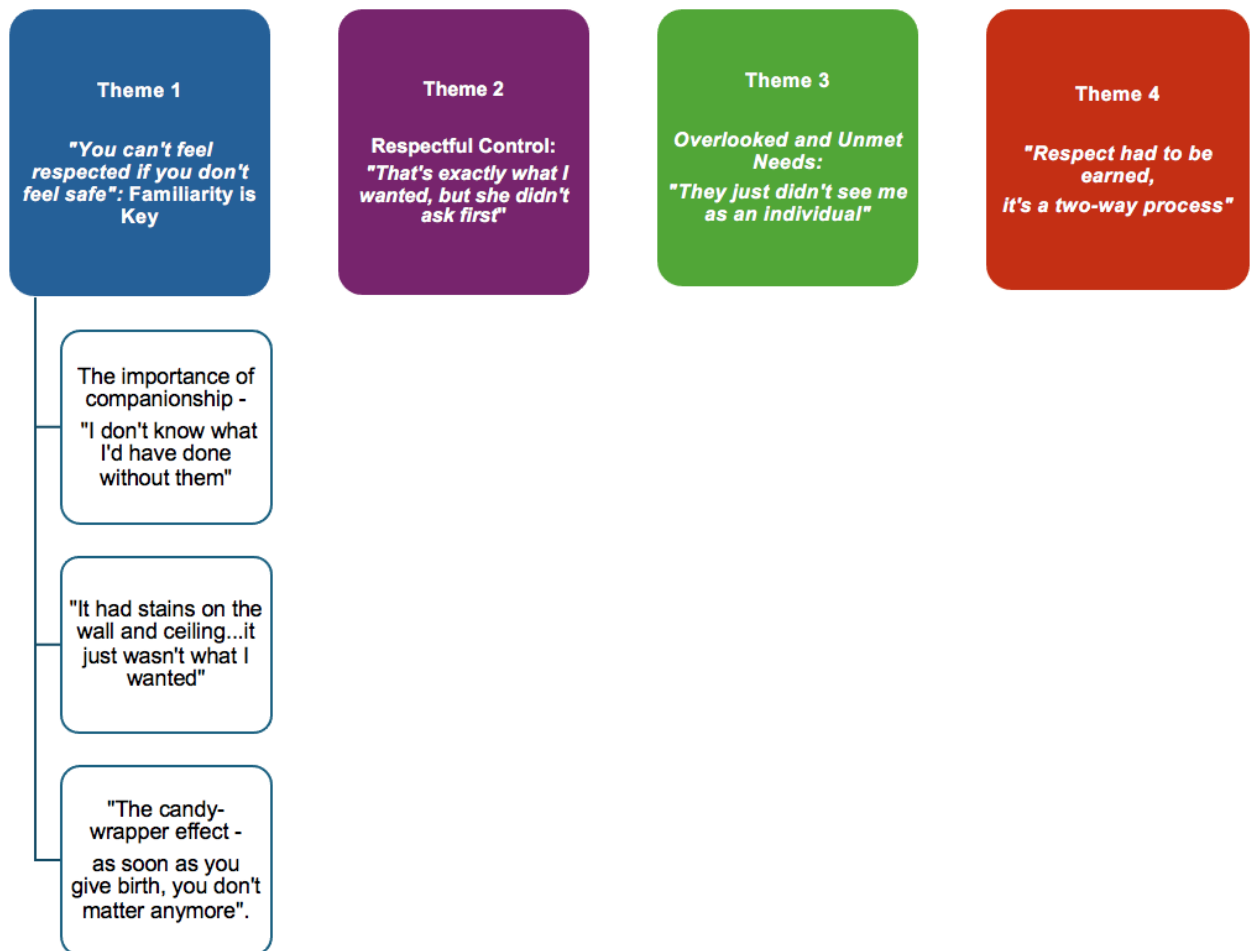 Theme 1
"You can't feel
respected if you don't
feel safe": Familiarity is
Key
Theme 2
Respectful Control:
"That's exactly what I
wanted, but she didn't
ask first"
Theme 3
Overlooked and Unmet
Needs:
"They just didn't see me
as an individual"
Theme 4
"Respect had to be
earned,
it's a two-way process"
The importance of
companionship -
"I don't know what
I'd have done
without them"
"It had stains on the
wall and ceiling...it
just wasn't what I
wanted"
"The candy-
wrapper effect -
as soon as you
give birth, you don't
matter anymore".